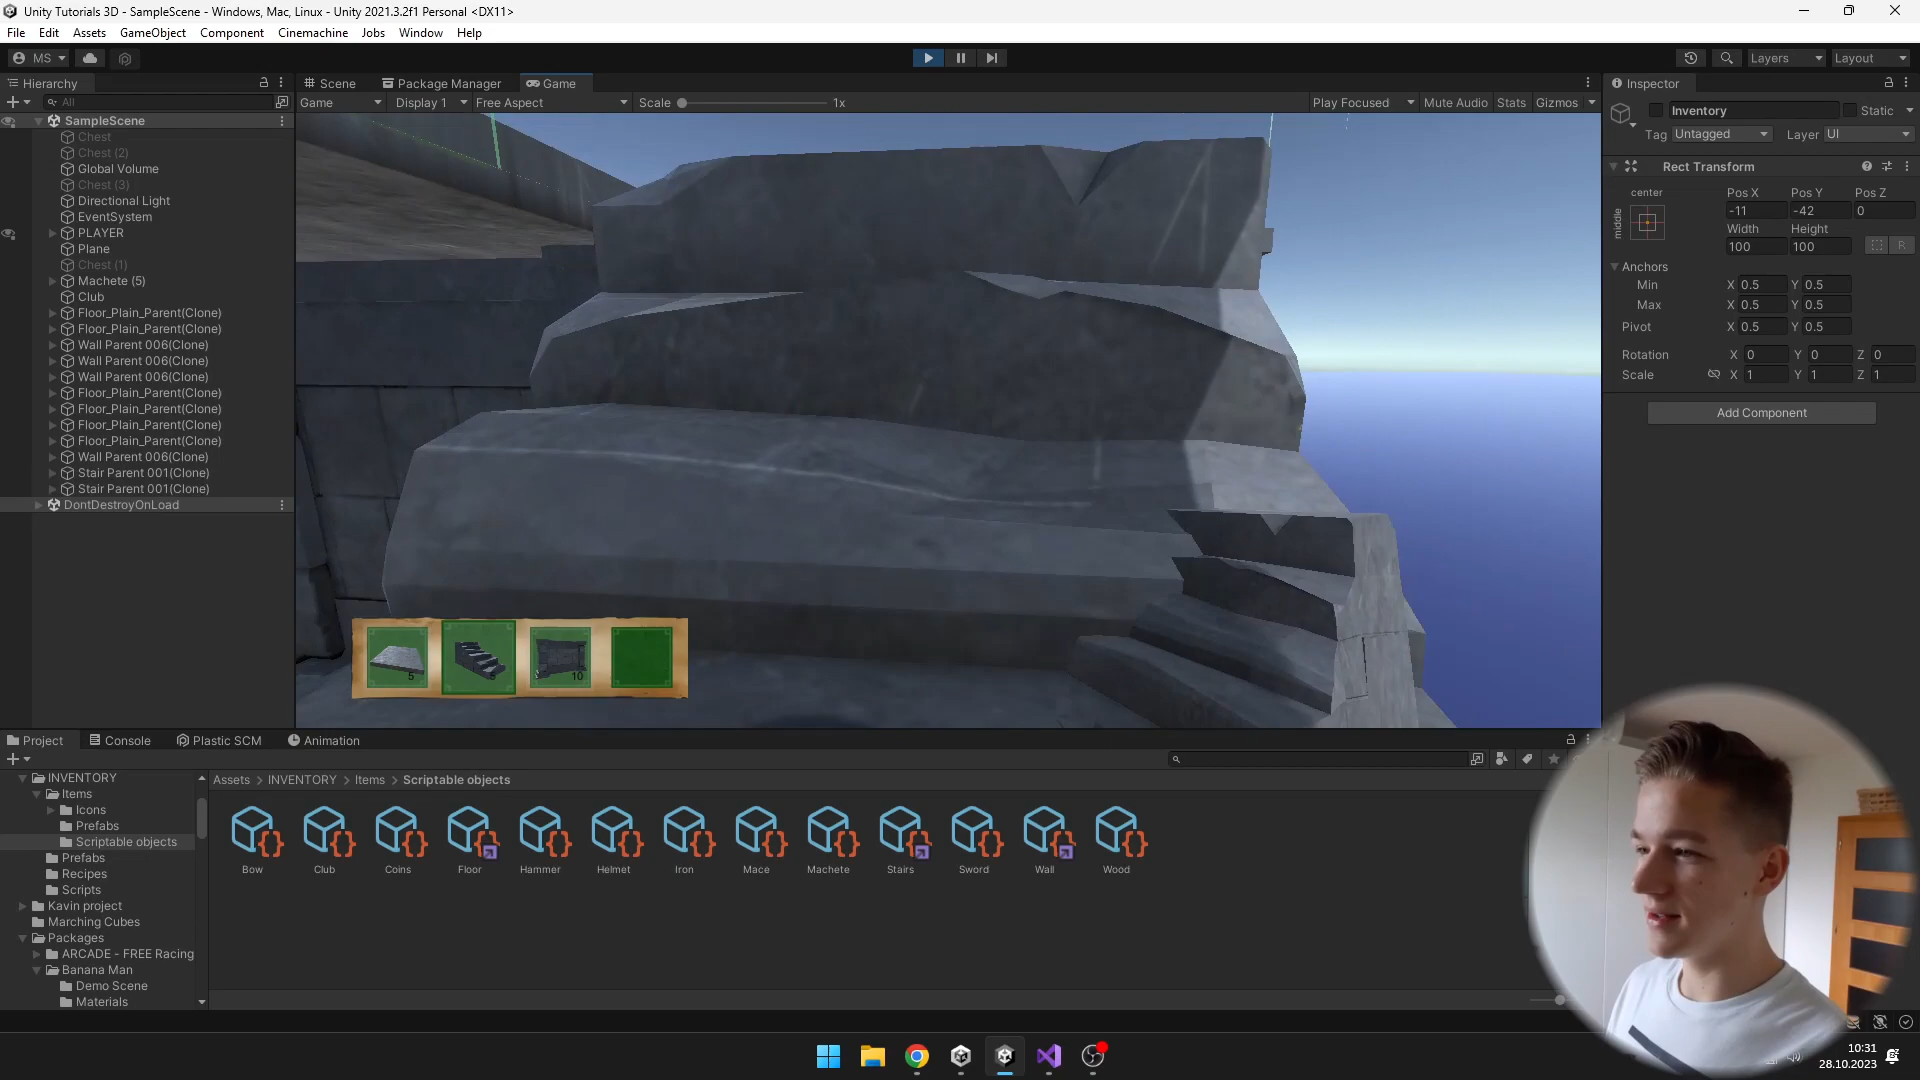 Unity Tutorials 3D - SampleScene - Windows, Mac, Linux - Unity 2021.3.2f1 Personal <DX11>
File Edit Assets GameObject Component Cinemachine Jobs Window Help
MS Layers Layout
Hierarchy
All
SampleScene
Chest
Chest (2)
Global Volume
Chest (3)
Directional Light
EventSystem
PLAYER
Plane
Chest (1)
Machete (5)
Club
Floor_Plain_Parent(Clone)
Floor_Plain_Parent(Clone)
Wall Parent 006(Clone)
Wall Parent 006(Clone)
Wall Parent 006(Clone)
Floor_Plain_Parent(Clone)
Floor_Plain_Parent(Clone)
Floor_Plain_Parent(Clone)
Floor_Plain_Parent(Clone)
Wall Parent 006(Clone)
Stair Parent 001(Clone)
Stair Parent 001(Clone)
DontDestroyOnLoad
Scene Package Manager Game
Game Display 1 Free Aspect Scale 1x Play Focused Mute Audio Stats Gizmos
5 5 10
Inspector
Inventory Static
Tag Untagged Layer UI
Rect Transform
center
middle
Pos X Pos Y Pos Z
-11 -42 0
Width Height
100 100 R
Anchors
Min X 0.5 Y 0.5
Max X 0.5 Y 0.5
Pivot X 0.5 Y 0.5
Rotation X 0 Y 0 Z 0
Scale X 1 Y 1 Z 1
Add Component
Project Console Plastic SCM Animation
INVENTORY
Items
Icons
Prefabs
Scriptable objects
Prefabs
Recipes
Scripts
Kavin project
Marching Cubes
Packages
ARCADE - FREE Racing
Banana Man
Demo Scene
Materials
Assets > INVENTORY > Items > Scriptable objects
Bow Club Coins Floor Hammer Helmet Iron Mace Machete Stairs Sword Wall Wood
10:31
28.10.2023